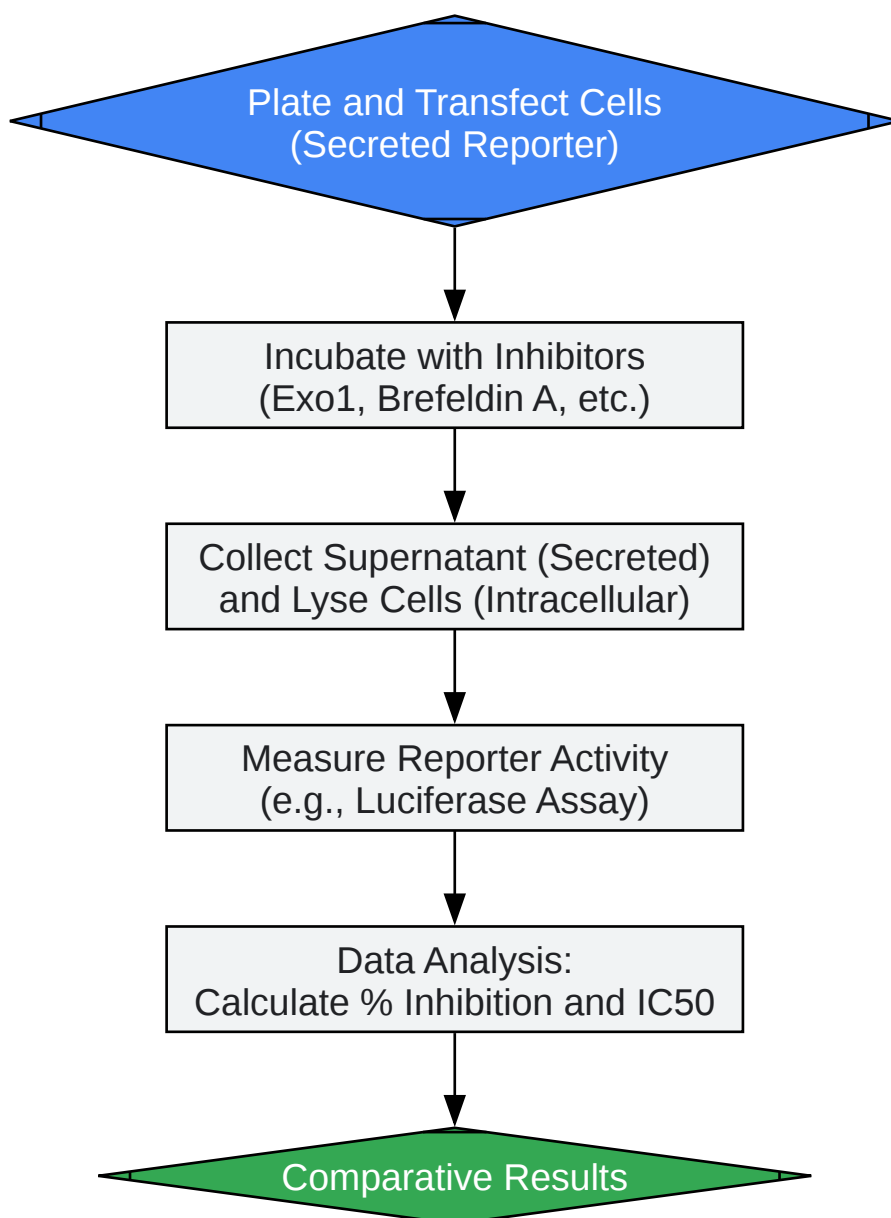 Plate and Transfect Cells
(Secreted Reporter)
Incubate with Inhibitors
(Exo1, Brefeldin A, etc.)
Collect Supernatant (Secreted)
and Lyse Cells (Intracellular)
Measure Reporter Activity
(e.g., Luciferase Assay)
Data Analysis:
Calculate % Inhibition and IC50
Comparative Results